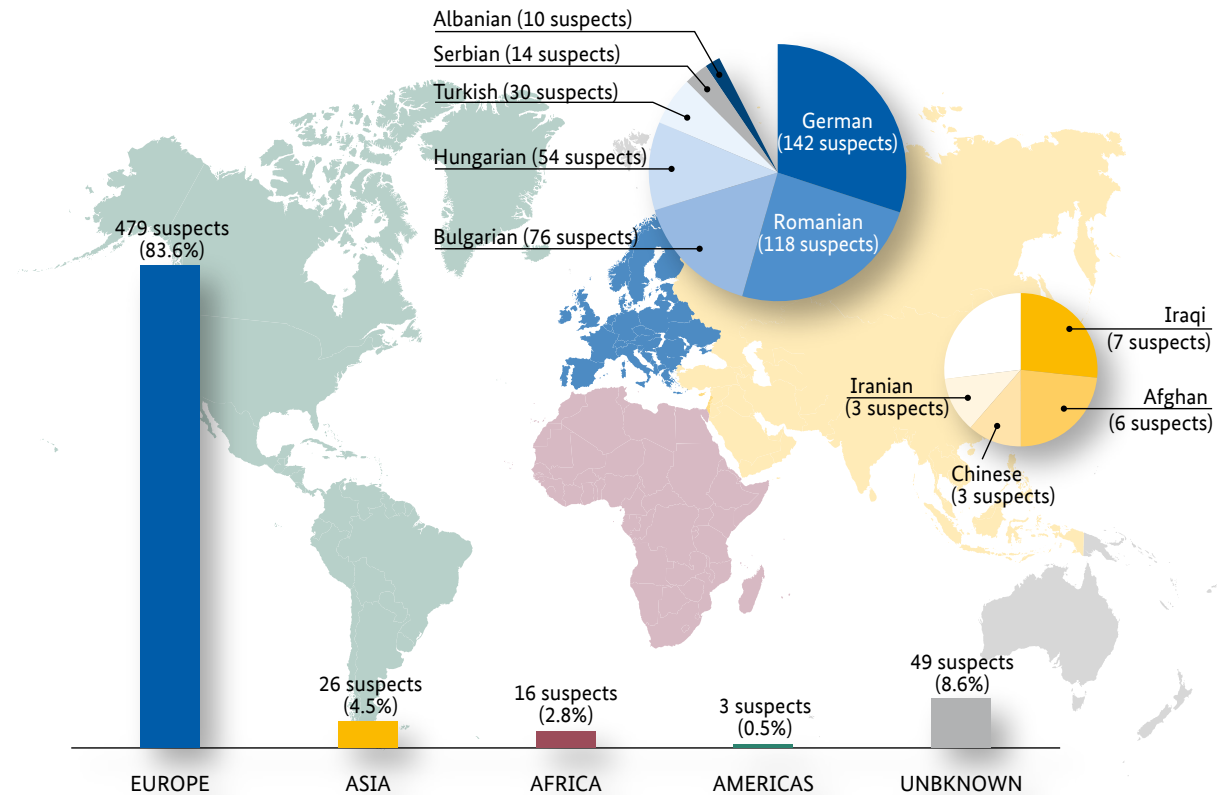 Albanian (10 suspects)
Serbian (14 suspects)
Turkish (30 suspects)
Hungarian (54 suspects)
Bulgarian (76 suspects)
German
(142 suspects)
Romanian
(118 suspects)
479 suspects
(83.6%)
Iraqi
(7 suspects)
Afghan
(6 suspects)
Iranian
(3 suspects)
Chinese
(3 suspects)
26 suspects
(4.5%)
16 suspects
(2.8%)
3 suspects
(0.5%)
49 suspects
(8.6%)
EUROPE
ASIA
AFRICA
AMERICAS
UNBKNOWN